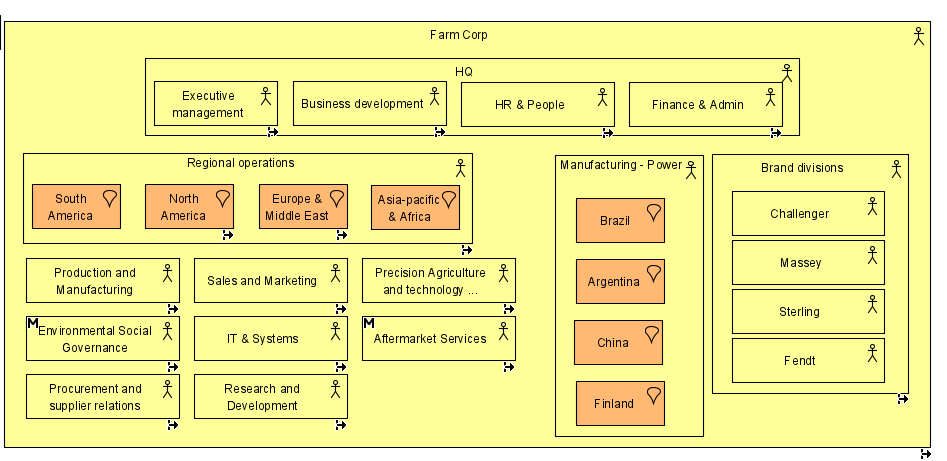 Farm Corp
HQ
Executive
management
Business development
HR & People
Finance & Admin
Regional operations
South
America
North
America
Europe &
Middle East
Asia-pacific
& Africa
Production and
Manufacturing
Sales and Marketing
Precision Agriculture
and technology ...
M
Environmental Social
Governance
IT & Systems
M
Aftermarket Services
Procurement and
supplier relations
Research and
Development
Manufacturing - Power
Brazil
Argentina
China
Finland
Brand divisions
Challenger
Massey
Sterling
Fendt